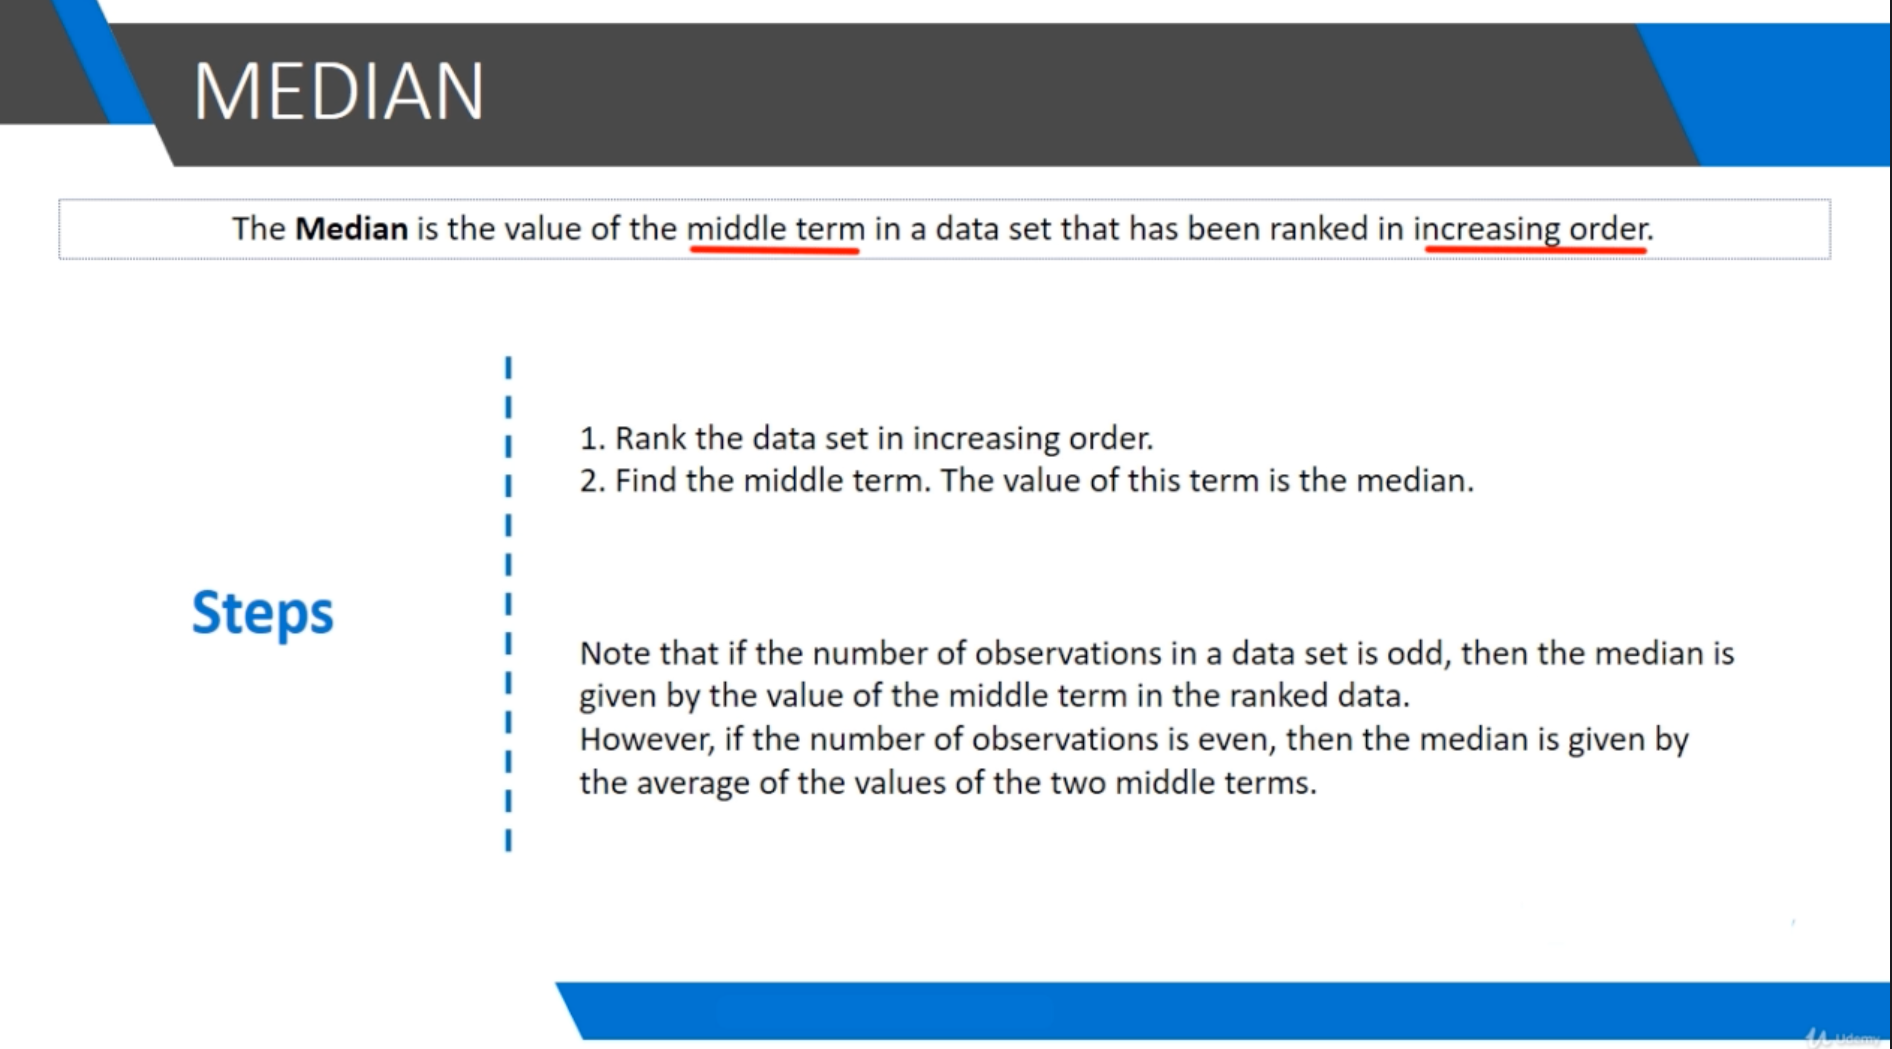 MEDIAN
The Median is the value of the middle term in a data set that has been ranked in increasing order.
1. Rank the data set in increasing order.
2. Find the middle term. The value of this term is the median.
Steps
Note that if the number of observations in a data set is odd, then the median is
given by the value of the middle term in the ranked data.
However, if the number of observations is even, then the median is given by
the average of the values of the two middle terms.
Udemy